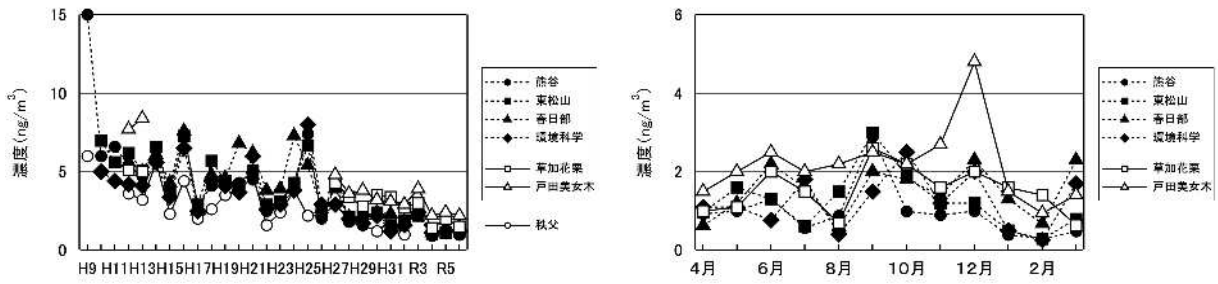 15
10
5
0
濃度(ng/m³)
H9 H11 H13 H15 H17 H19 H21 H23 H25 H27 H29 H31 R3 R5
熊谷
東松山
春日部
環境科学
草加花栗
戸田美女木
秩父
6
4
2
0
濃度(ng/m³)
4月 6月 8月 10月 12月 2月
熊谷
東松山
春日部
環境科学
草加花栗
戸田美女木